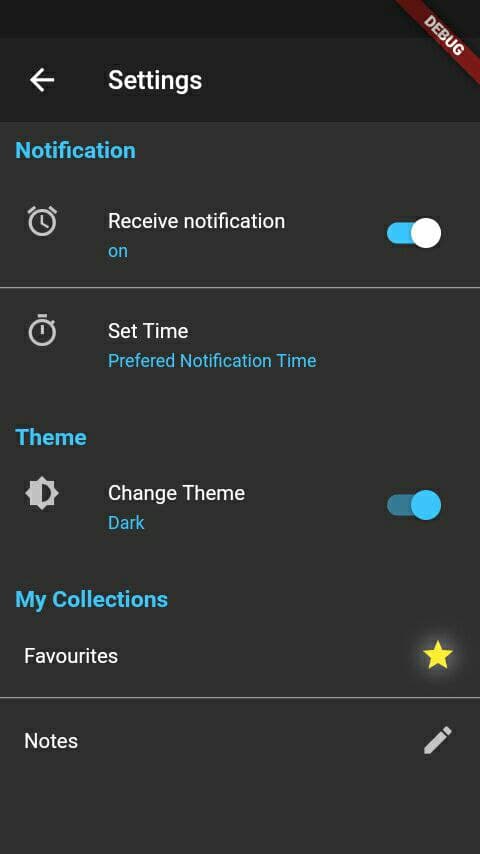 DEBUG
Settings
Notification
Receive notification
on
Set Time
Prefered Notification Time
Theme
Change Theme
Dark
My Collections
Favourites
Notes